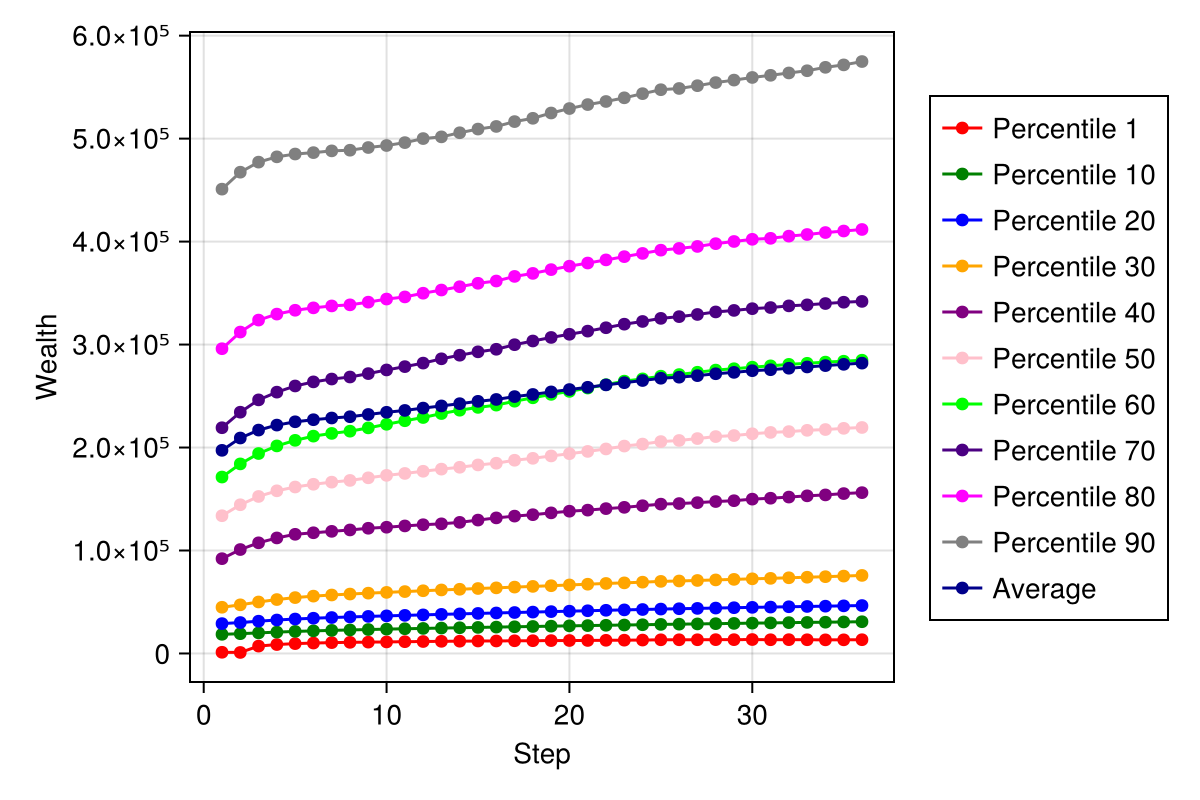 6.0×10⁵
5.0×10⁵
4.0×10⁵
3.0×10⁵
2.0×10⁵
1.0×10⁵
0
Wealth
0 10 20 30
Step
Percentile 1
Percentile 10
Percentile 20
Percentile 30
Percentile 40
Percentile 50
Percentile 60
Percentile 70
Percentile 80
Percentile 90
Average